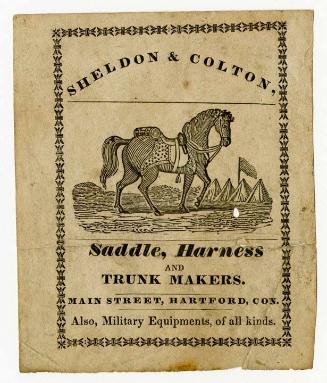 SHELDON & COLTON,
Saddle, Harness
AND
TRUNK MAKERS.
MAIN STREET, HARTFORD, CON.
Also, Military Equipments, of all kinds.